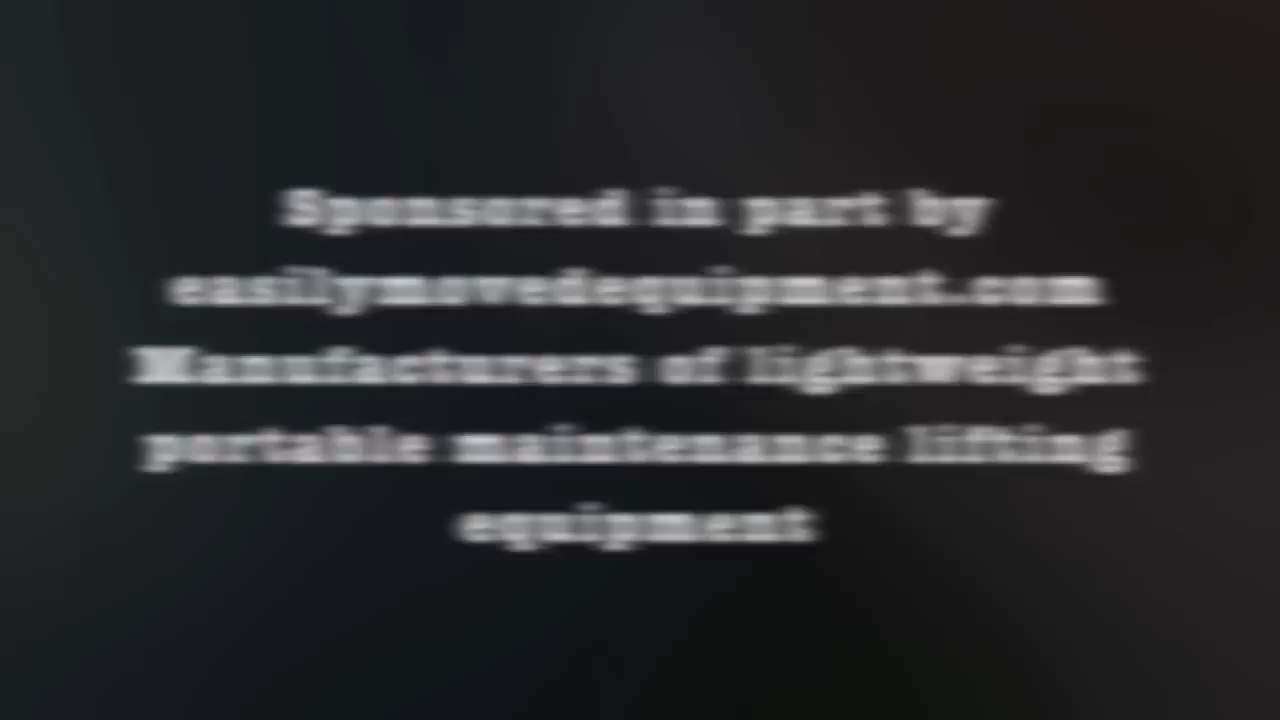 Sponsored in part by
easilymovedequipment.com
Manufacturers of lightweight
portable maintenance lifting
equipment